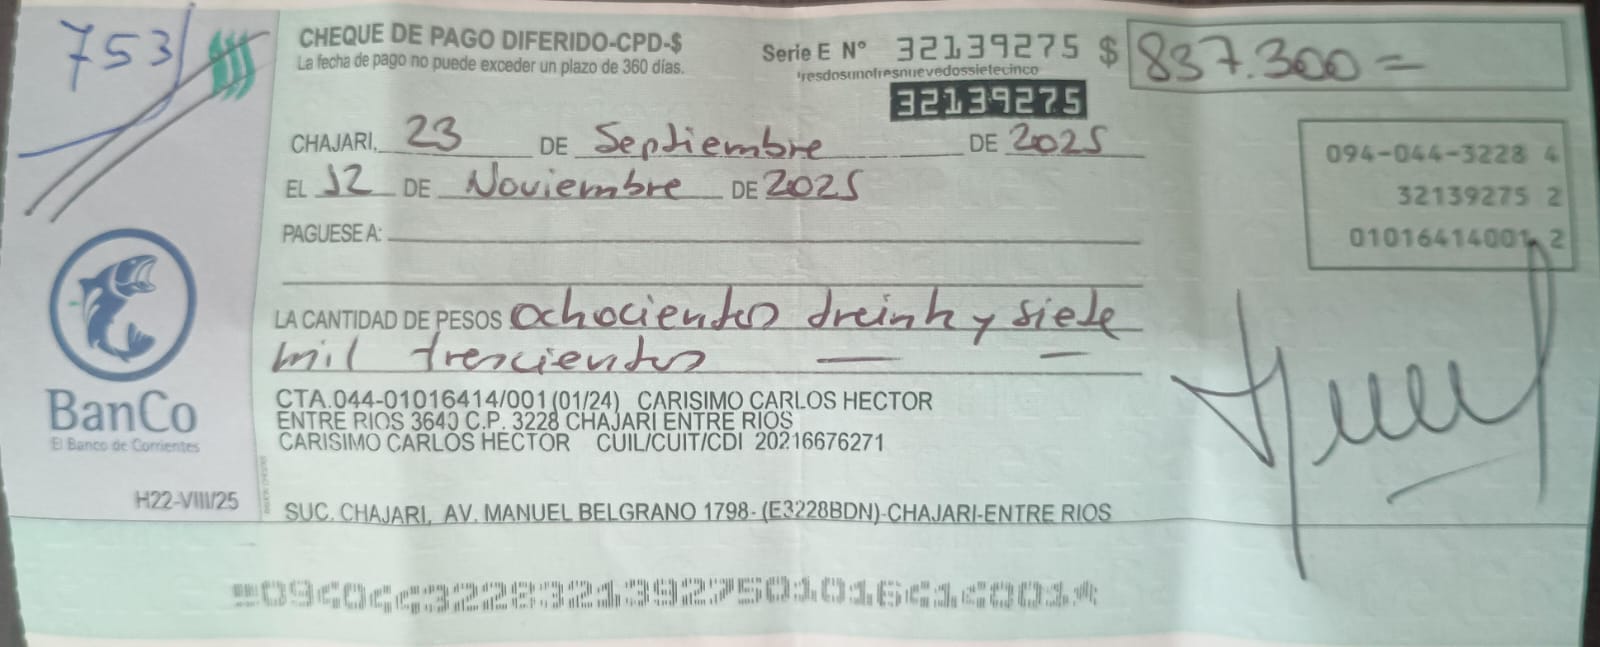 753/
CHEQUE DE PAGO DIFERIDO-CPD-$
La fecha de pago no puede exceder un plazo de 360 días.
Serie E N° 32139275 $ 837.300=
tresdosunotresnuevedossietecinco
32139275
CHAJARI, 23 DE Septiembre DE 2025
EL 12 DE Noviembre DE 2025
PAGUESE A:
094-044-3228 4
32139275 2
01016414001 2
LA CANTIDAD DE PESOS ochocientos treinta y siete
mil trescientos — —
CTA.044-01016414/001 (01/24) CARISIMO CARLOS HECTOR
ENTRE RIOS 3640 C.P. 3228 CHAJARI ENTRE RIOS
CARISIMO CARLOS HECTOR CUIL/CUIT/CDI 20216676271
BanCo
El Banco de Corrientes
H22-VIII/25
SUC. CHAJARI, AV. MANUEL BELGRANO 1798- (E3228BDN)-CHAJARI-ENTRE RIOS
094044322832139275010164140014